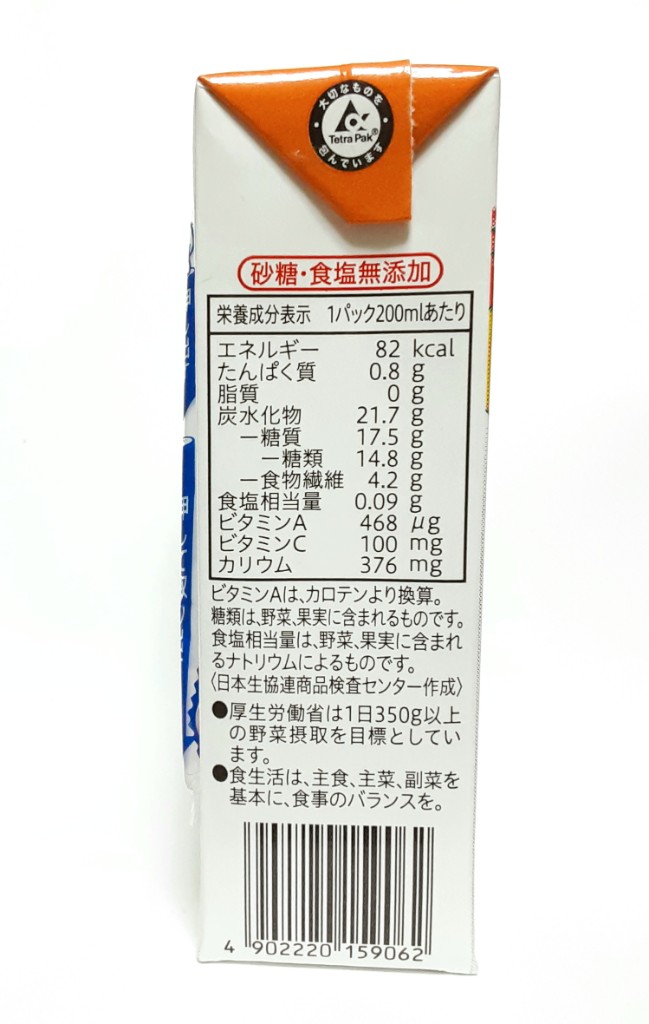 大切なものを
Tetra Pak®
包んでいます
砂糖・食塩無添加
栄養成分表示 1パック200mlあたり
エネルギー 82 kcal
たんぱく質 0.8 g
脂質 0 g
炭水化物 21.7 g
ー糖質 17.5 g
ー糖類 14.8 g
ー食物繊維 4.2 g
食塩相当量 0.09 g
ビタミンA 468 μg
ビタミンC 100 mg
カリウム 376 mg
ビタミンAは、カロテンより換算。
糖類は、野菜、果実に含まれるものです。
食塩相当量は、野菜、果実に含まれ
るナトリウムによるものです。
〈日本生協連商品検査センター作成〉
●厚生労働省は1日350g以上
の野菜摂取を目標としてい
ます。
●食生活は、主食、主菜、副菜を
基本に、食事のバランスを。
4 902220 159062